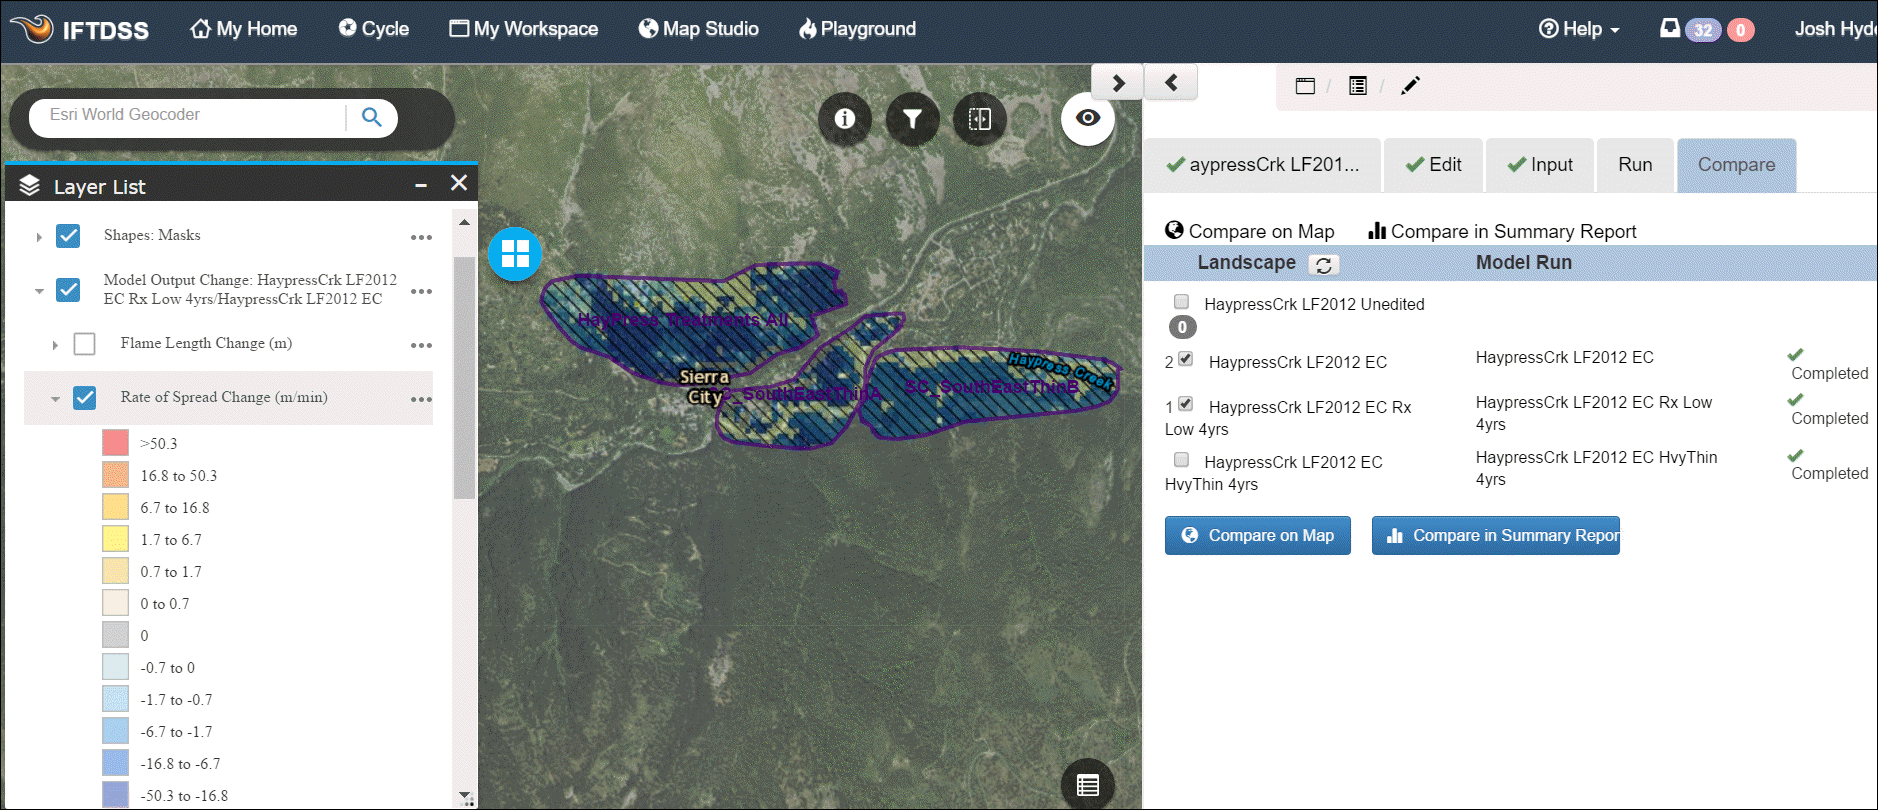 IFTDSS
My Home
Cycle
My Workspace
Map Studio
Playground
Help
32
0
Josh Hyde
Esri World Geocoder
Layer List
Shapes: Masks
Model Output Change: HaypressCrk LF2012
EC Rx Low 4yrs/HaypressCrk LF2012 EC
Flame Length Change (m)
Rate of Spread Change (m/min)
>50.3
16.8 to 50.3
6.7 to 16.8
1.7 to 6.7
0.7 to 1.7
0 to 0.7
0
-0.7 to 0
-1.7 to -0.7
-6.7 to -1.7
-16.8 to -6.7
-50.3 to -16.8
HayPress Treatments All
Sierra
City
SC_SouthEastThinA
SC_SouthEastThinB
Haypress Creek
aypressCrk LF201...
Edit
Input
Run
Compare
Compare on Map
Compare in Summary Report
Landscape
Model Run
HaypressCrk LF2012 Unedited
0
2 HaypressCrk LF2012 EC
HaypressCrk LF2012 EC
Completed
1 HaypressCrk LF2012 EC Rx
Low 4yrs
HaypressCrk LF2012 EC Rx Low
4yrs
Completed
HaypressCrk LF2012 EC
HvyThin 4yrs
HaypressCrk LF2012 EC HvyThin
4yrs
Completed
Compare on Map
Compare in Summary Repor